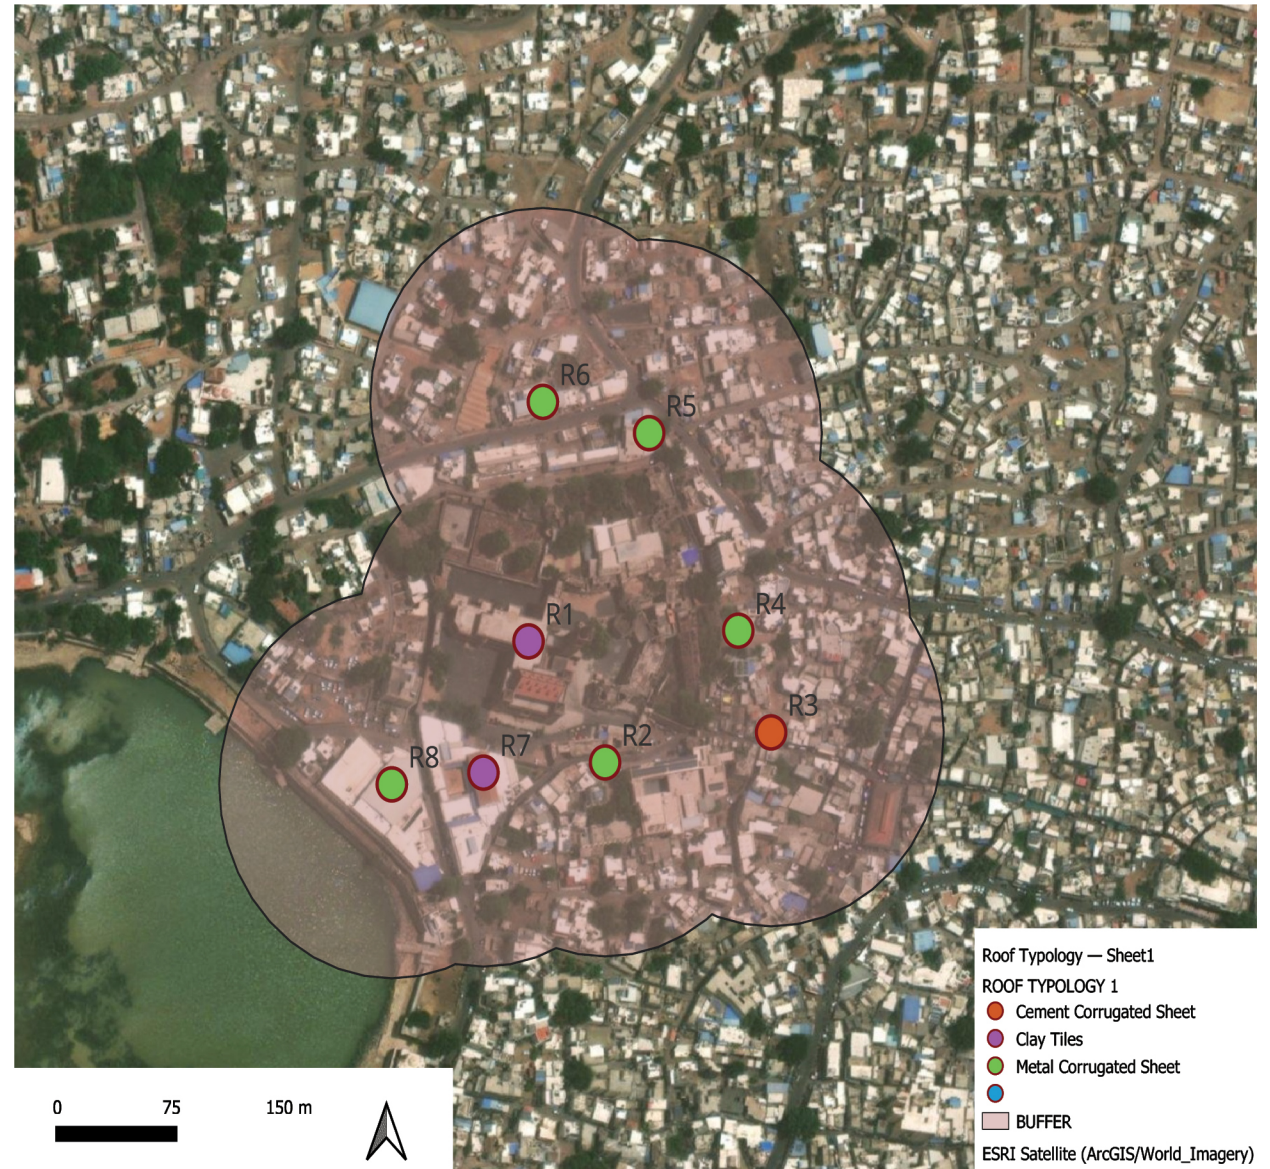 R6
R5
R1
R4
R3
R2
R7
R8
Roof Typology — Sheet1
ROOF TYPOLOGY 1
Cement Corrugated Sheet
Clay Tiles
Metal Corrugated Sheet
BUFFER
ESRI Satellite (ArcGIS/World_Imagery)
0 75 150 m